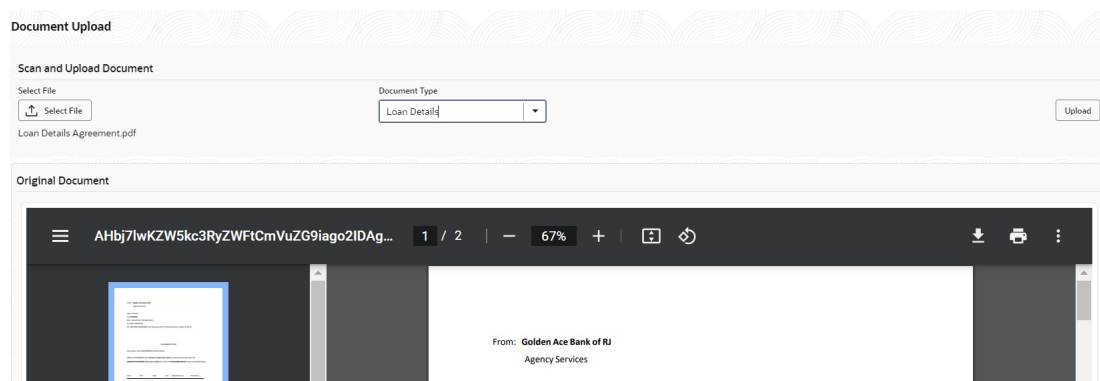 Document Upload
Scan and Upload Document
Select File
Document Type
Select File
Loan Details
Upload
Loan Details Agreement.pdf
Original Document
AHbj7lwKZW5kc3RyZWFtCmVuZG9iago2IDAg... 1 / 2 67%
From: Golden Ace Bank of RJ
Agency Services